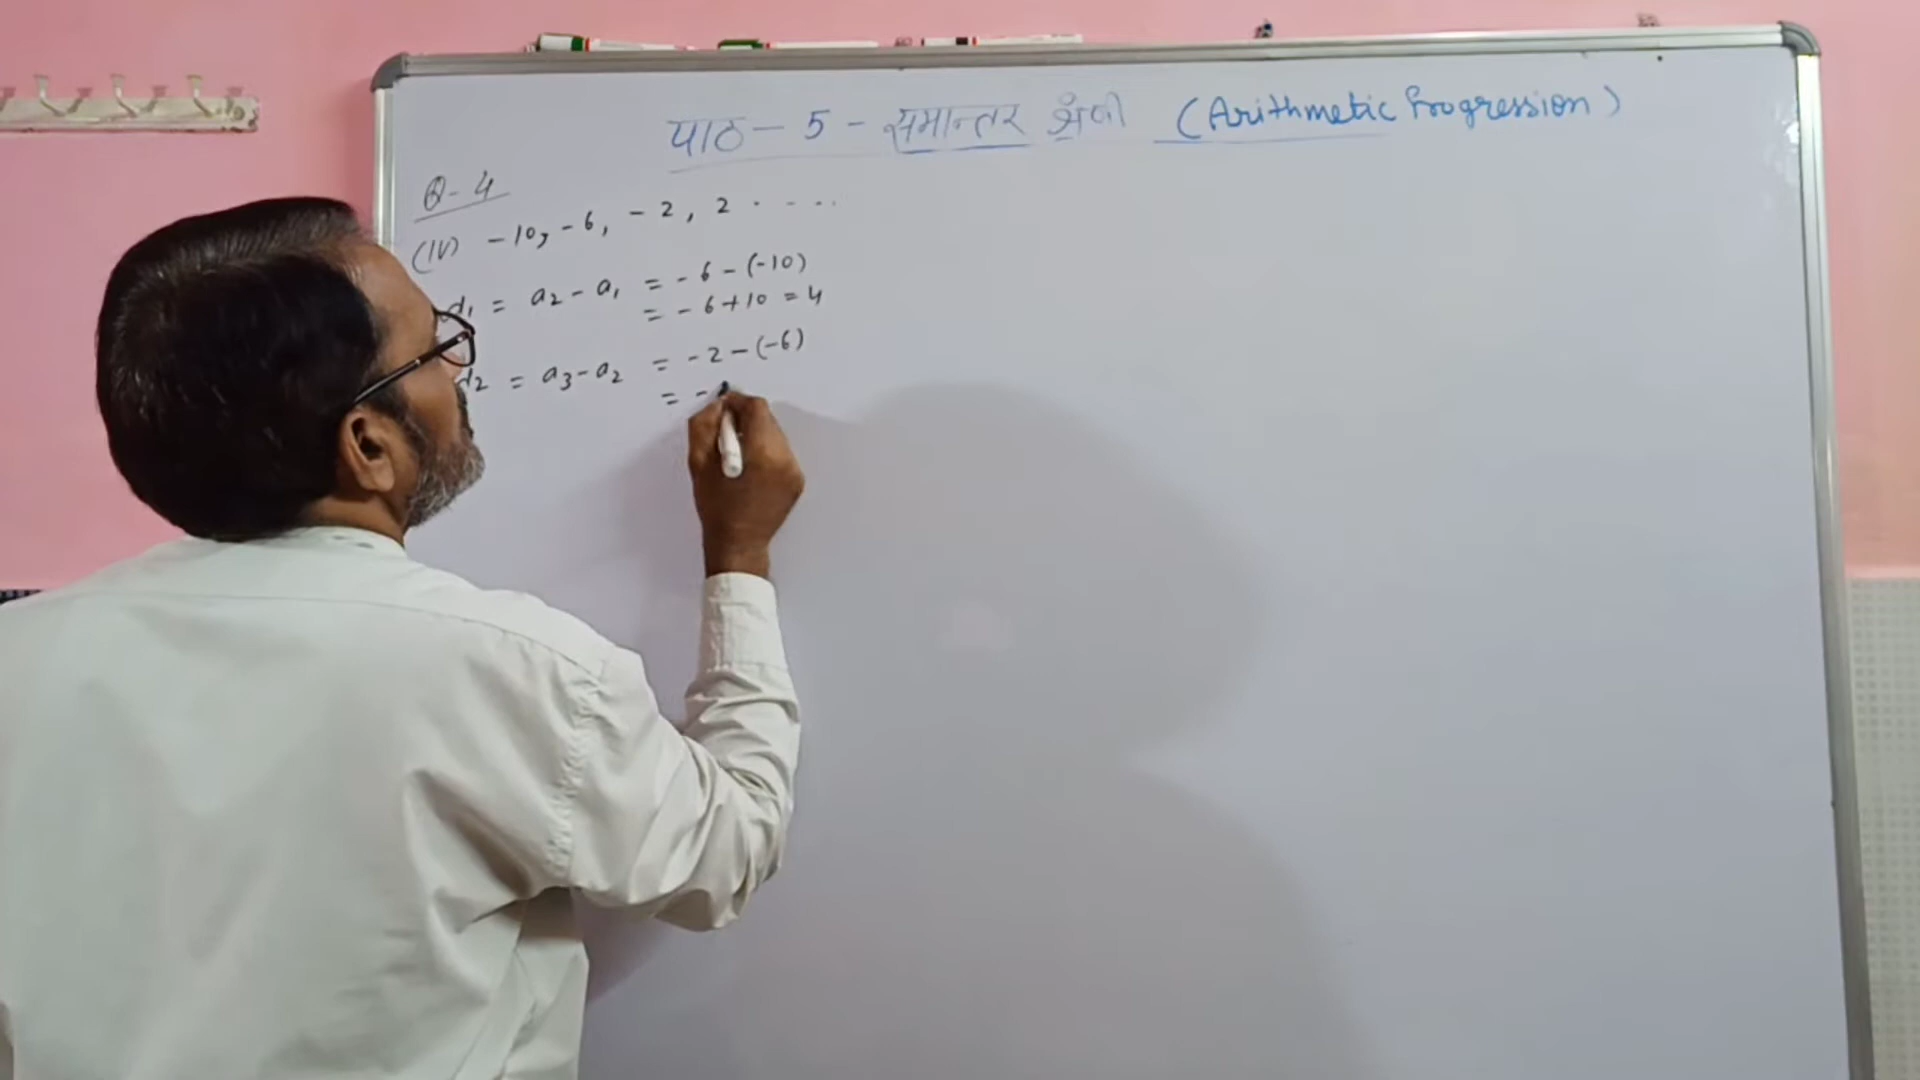 पाठ - 5 - समान्तर श्रेणी (Arithmetic Progression)
Q-4
(IV) -10, -6, -2, 2 . - - ..
d₁ = a₂ - a₁ = - 6 - (-10)
= - 6 + 10 = 4
d₂ = a₃ - a₂ = -2 - (-6)
= -